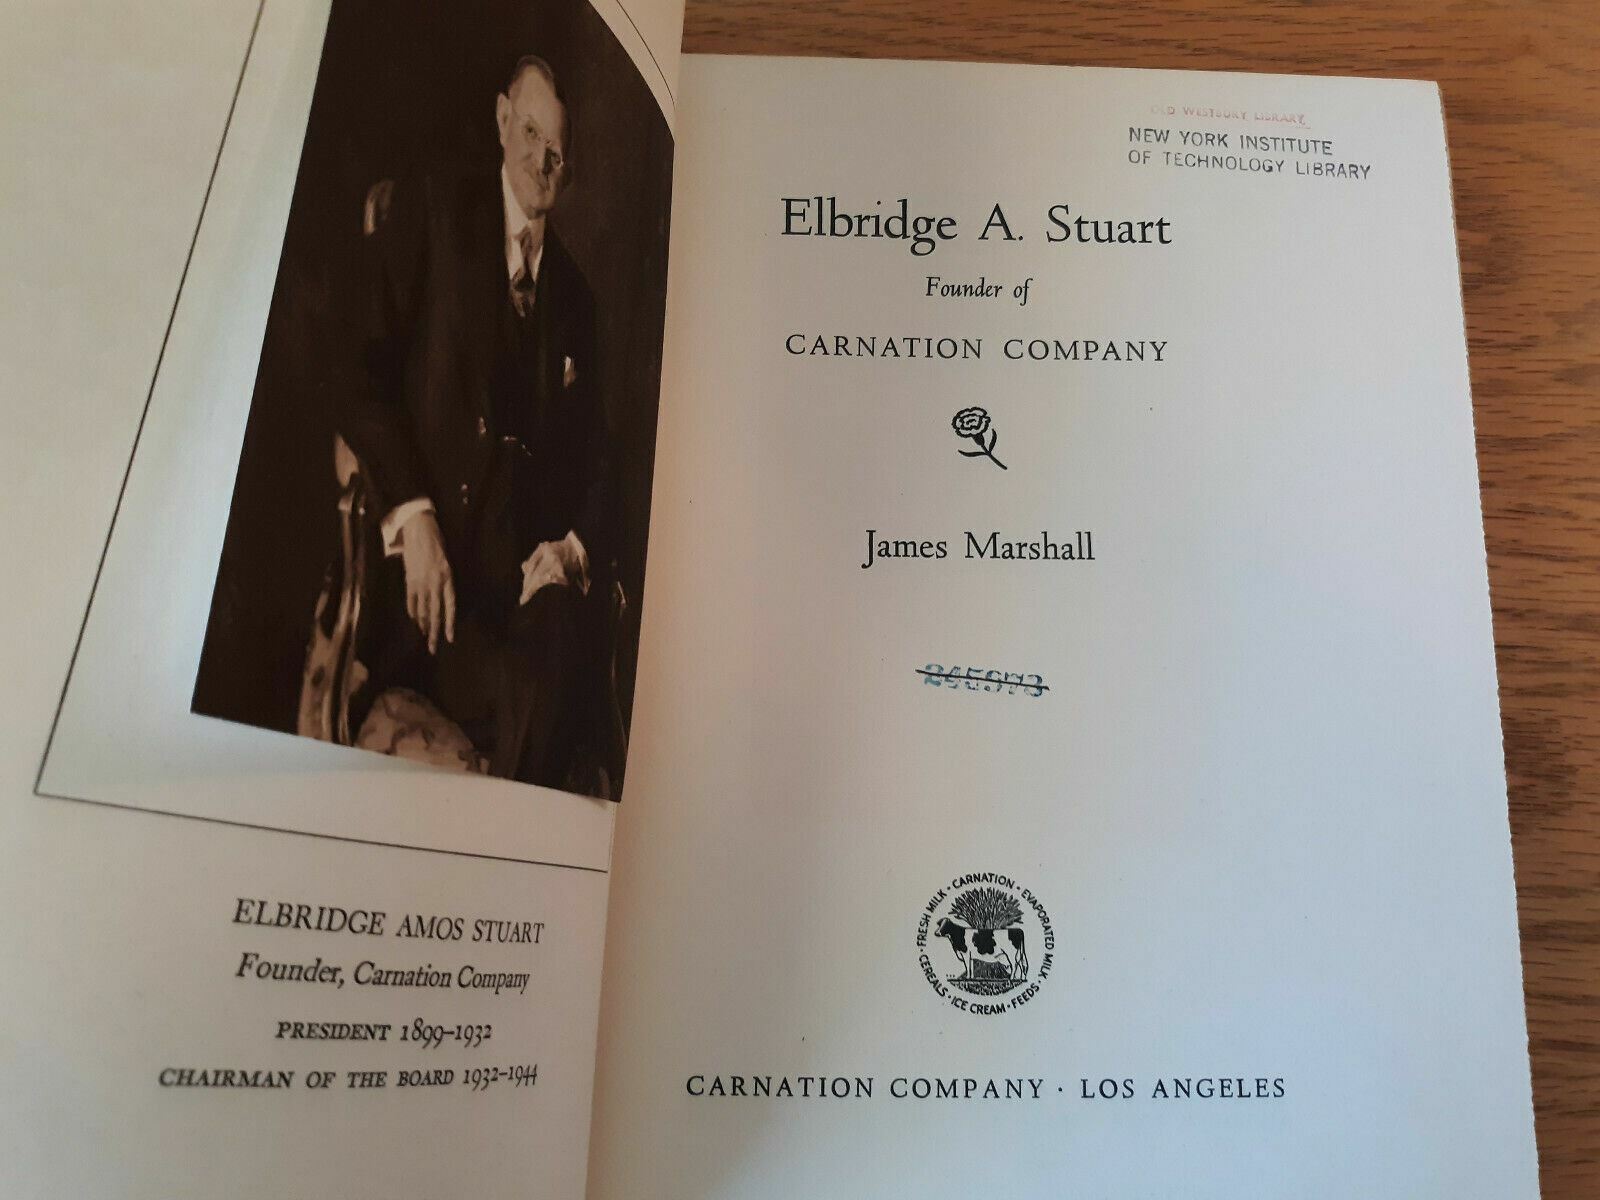 ELBRIDGE AMOS STUART
Founder, Carnation Company
PRESIDENT 1899–1932
CHAIRMAN OF THE BOARD 1932–1944
OLD WESTBURY LIBRARY
NEW YORK INSTITUTE
OF TECHNOLOGY LIBRARY
Elbridge A. Stuart
Founder of
CARNATION COMPANY
James Marshall
245973
FRESH MILK · CARNATION · EVAPORATED MILK · FEEDS · ICE CREAM · CEREALS ·
CARNATION COMPANY · LOS ANGELES